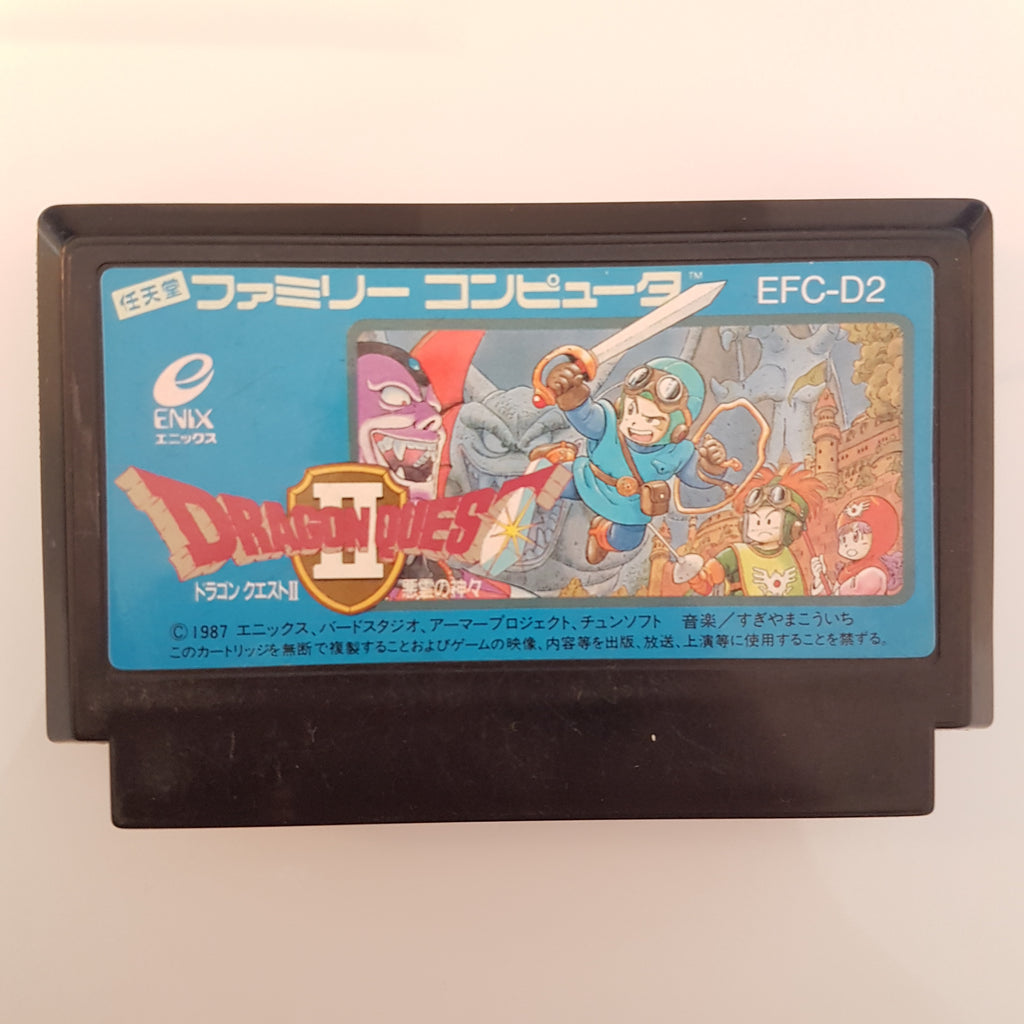 任天堂 ファミリー コンピュータ™ EFC-D2
ENIX
エニックス
DRAGON QUEST
II
ドラゴン クエストII 悪霊の神々
Ⓒ1987 エニックス、バードスタジオ、アーマープロジェクト、チュンソフト 音楽／すぎやまこういち
このカートリッジを無断で複製することおよびゲームの映像、内容等を出版、放送、上演等に使用することを禁ずる。